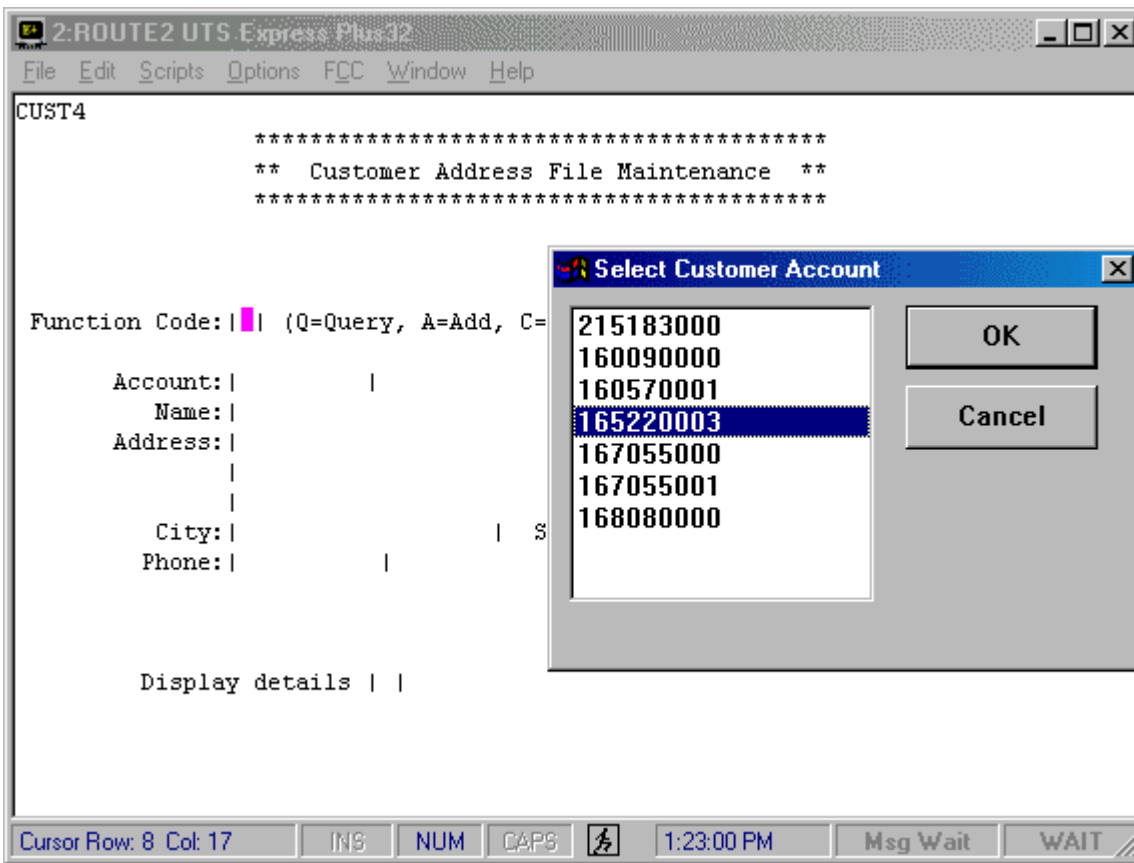 2:ROUTE2 UTS Express Plus32
File Edit Scripts Options FCC Window Help
CUST4
*****************************************
** Customer Address File Maintenance **
*****************************************
Select Customer Account
Function Code:| | (Q=Query, A=Add, C=
Account:| |
Name:|
Address:|
|
|
City:| | S
Phone:| |
Display details | |
215183000
160090000
160570001
165220003
167055000
167055001
168080000
OK
Cancel
Cursor Row: 8 Col: 17 INS NUM CAPS 1:23:00 PM Msg Wait WAIT